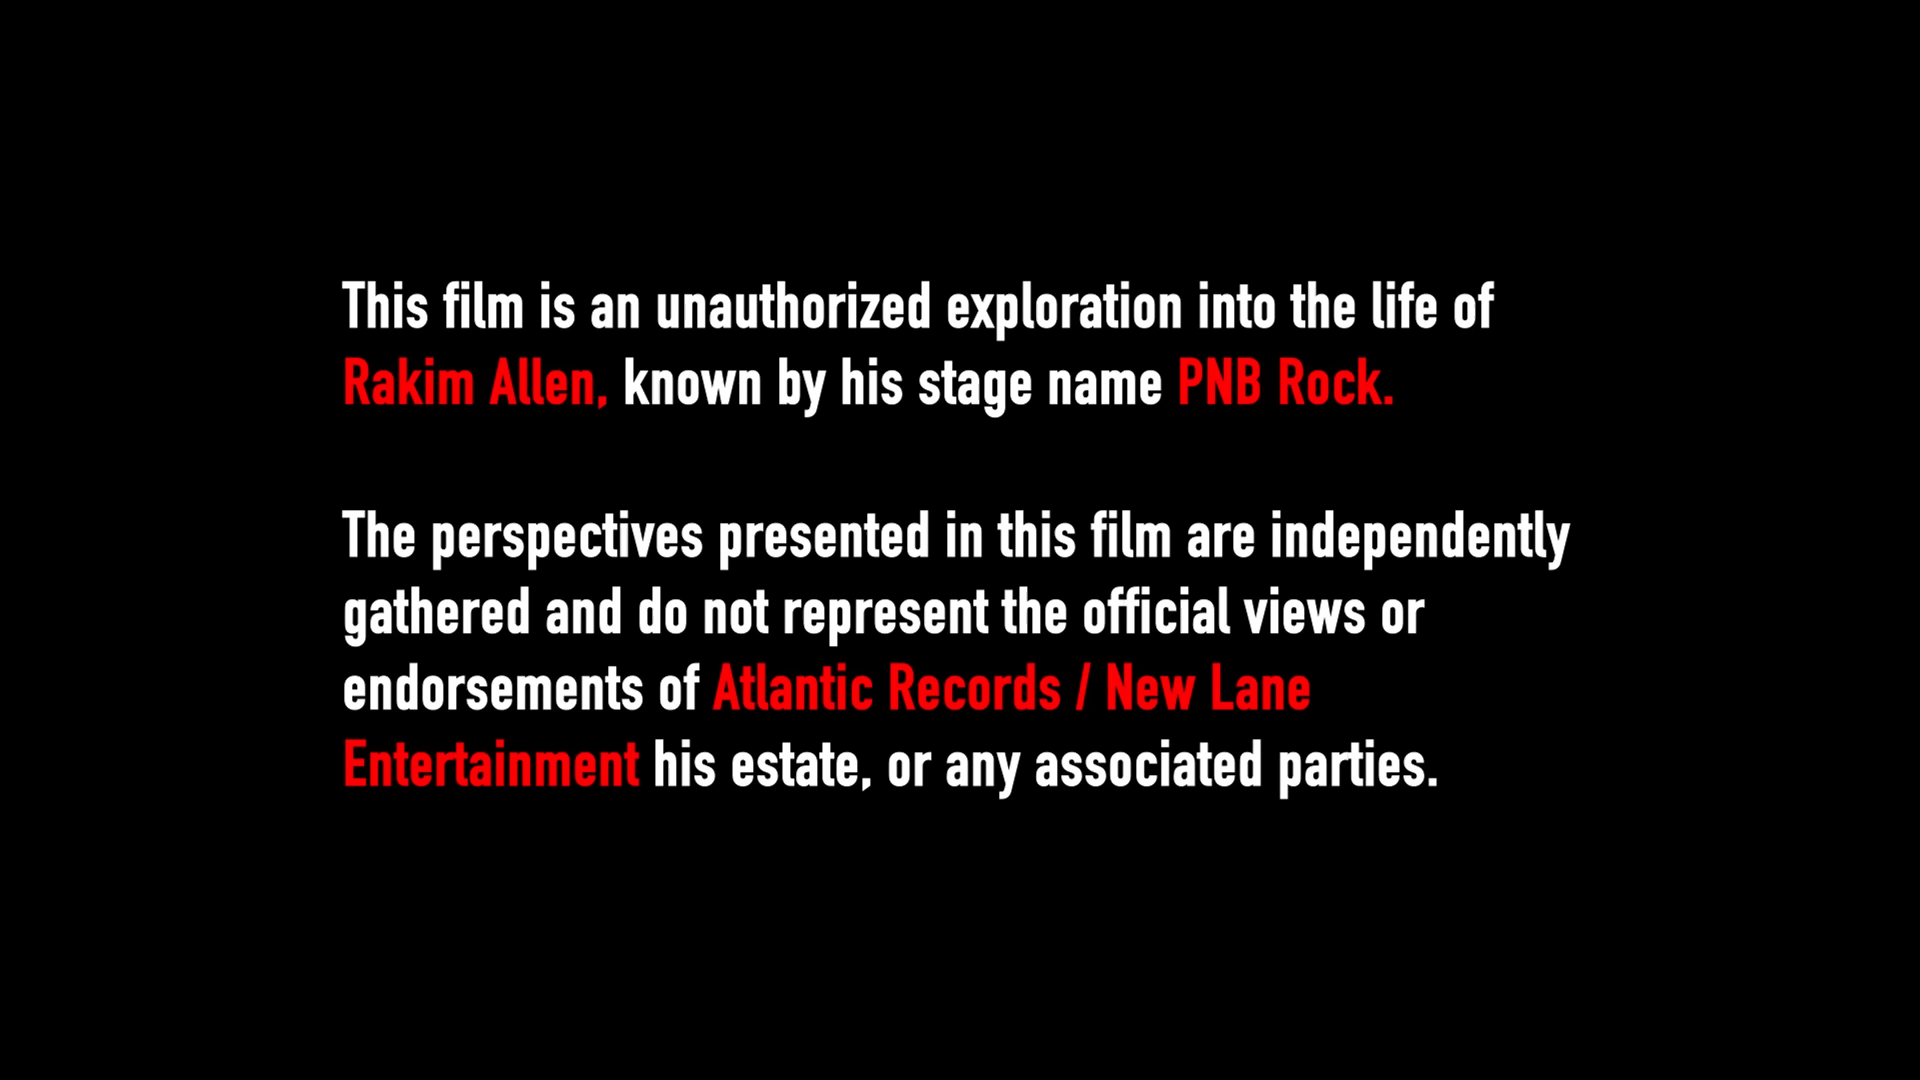 This film is an unauthorized exploration into the life of
Rakim Allen, known by his stage name PNB Rock.
The perspectives presented in this film are independently
gathered and do not represent the official views or
endorsements of Atlantic Records / New Lane
Entertainment his estate, or any associated parties.